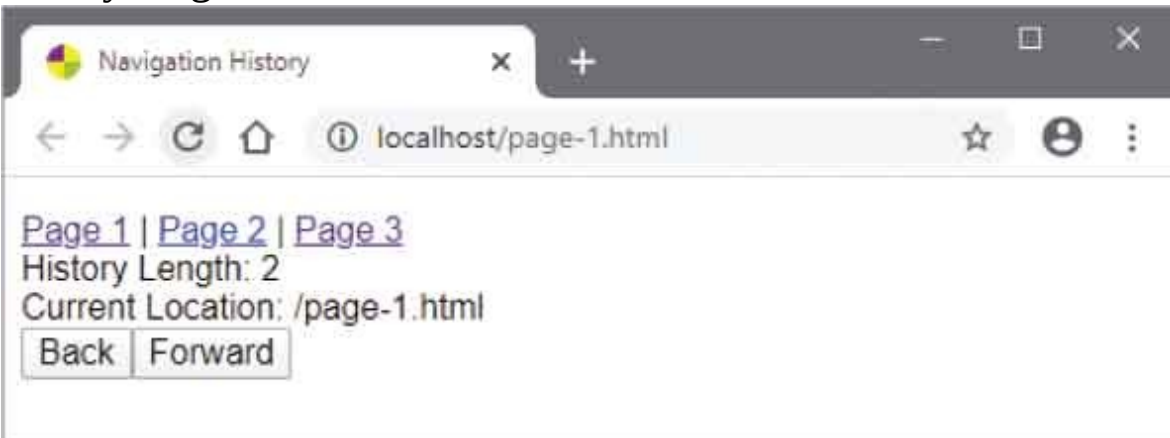 Navigation History
localhost/page-1.html
Page 1 | Page 2 | Page 3
History Length: 2
Current Location: /page-1.html
Back Forward